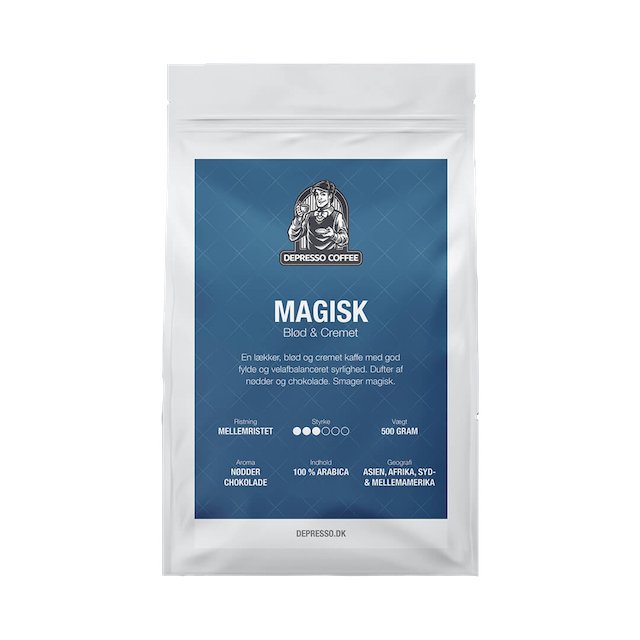 DEPRESSO COFFEE
MAGISK
Blød & Cremet
En lækker, blød og cremet kaffe med god
fylde og velafbalanceret syrlighed. Dufter af
nødder og chokolade. Smager magisk.
Ristning
MELLEMRISTET
Styrke
Vægt
500 GRAM
Aroma
NØDDER
CHOKOLADE
Indhold
100 % ARABICA
Geografi
ASIEN, AFRIKA, SYD-
& MELLEMAMERIKA
DEPRESSO.DK